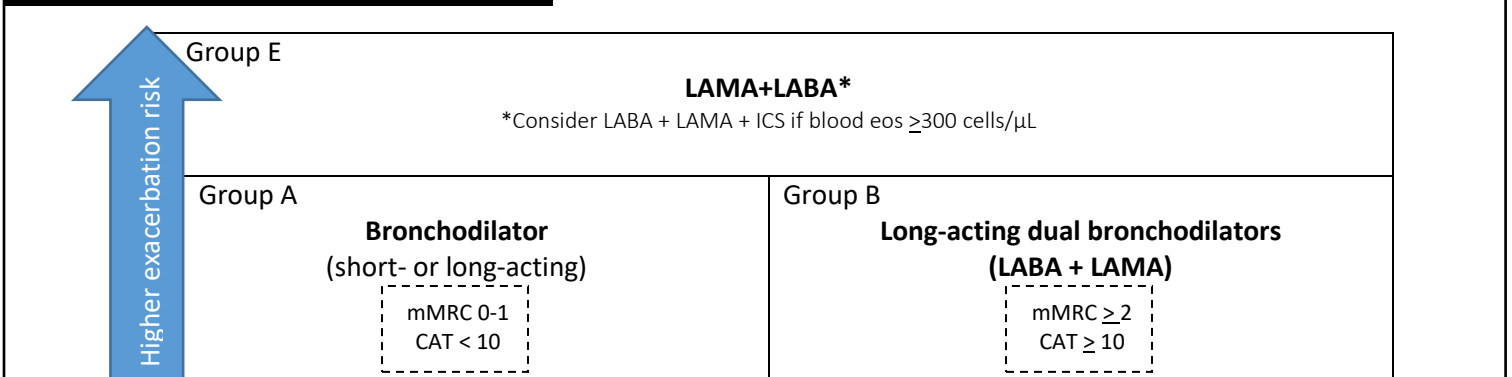 Group E
LAMA+LABA*
*Consider LABA + LAMA + ICS if blood eos ≥300 cells/µL
Higher exacerbation risk
Group A
Bronchodilator
(short- or long-acting)
mMRC 0-1
CAT < 10
Group B
Long-acting dual bronchodilators
(LABA + LAMA)
mMRC ≥ 2
CAT ≥ 10